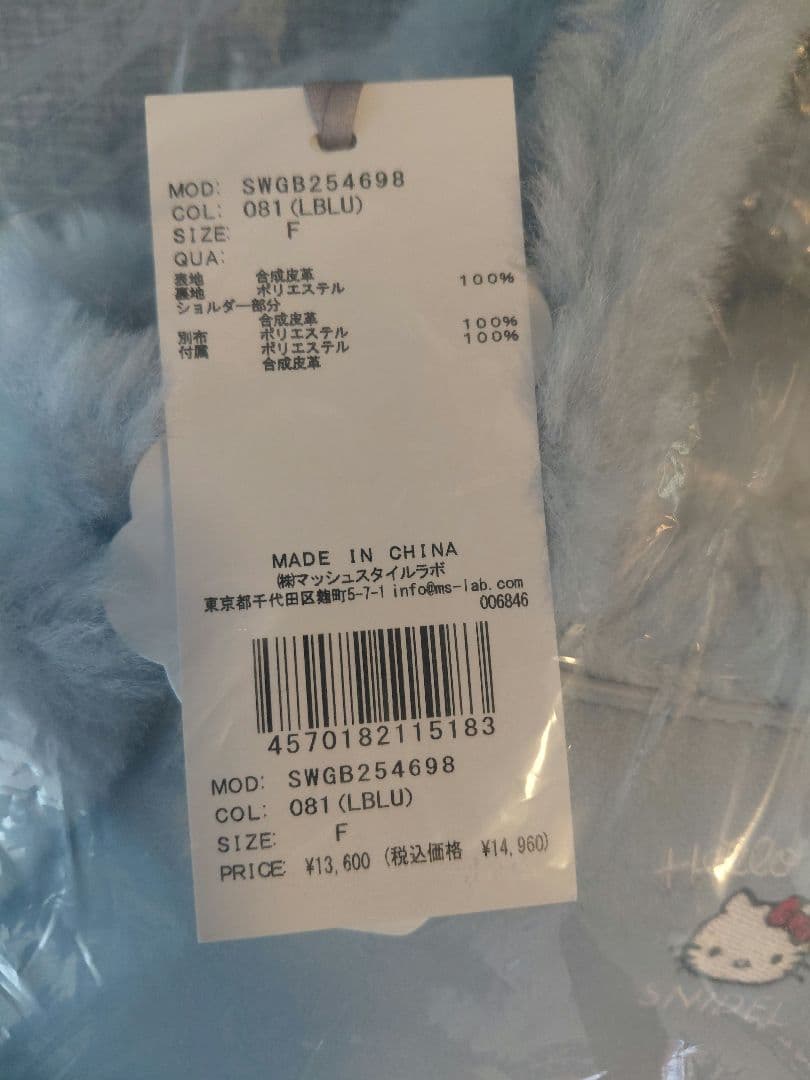 MOD: SWGB254698
COL: 081(LBLU)
SIZE: F
QUA:
表地 合成皮革 100%
裏地 ポリエステル
ショルダー部分
合成皮革 100%
別布 ポリエステル 100%
付属 ポリエステル
合成皮革
MADE IN CHINA
㈱マッシュスタイルラボ
東京都千代田区麹町5-7-1 info@ms-lab.com
006846
4570182115183
MOD: SWGB254698
COL: 081(LBLU)
SIZE: F
PRICE: ¥13,600 (税込価格 ¥14,960)
Hello
SNIDEL